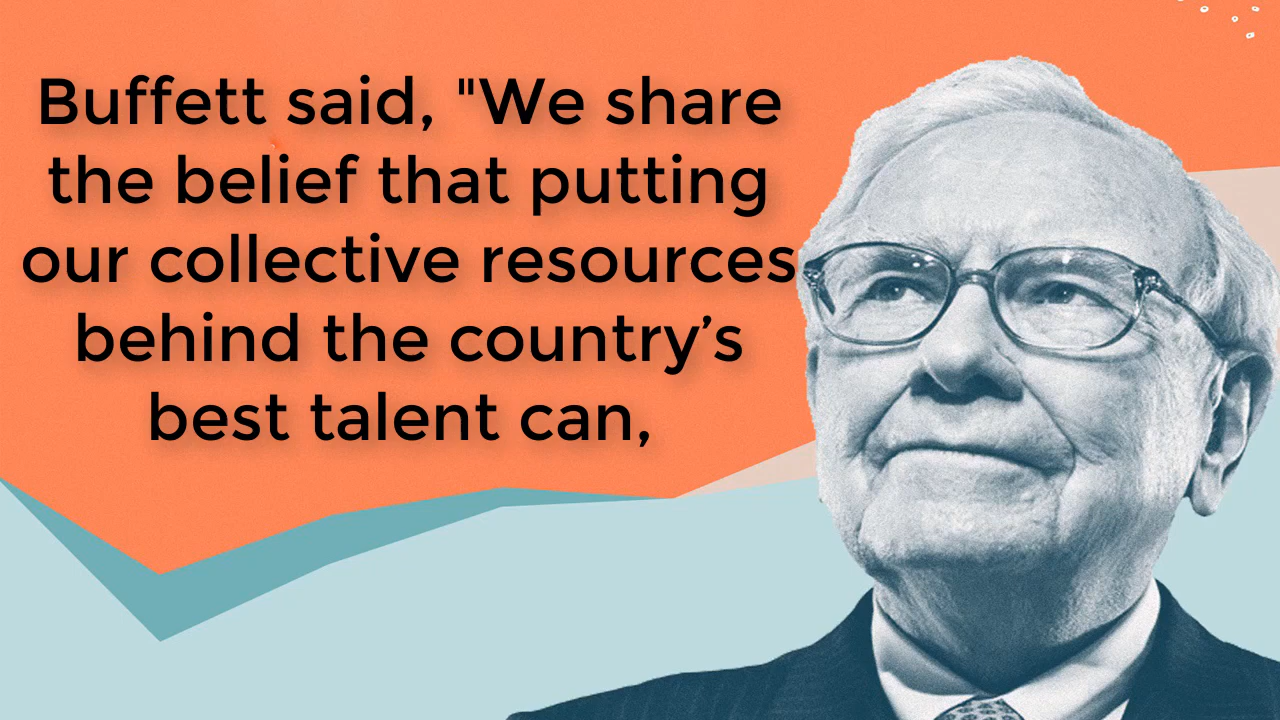 Buffett said, "We share
the belief that putting
our collective resources
behind the country’s
best talent can,